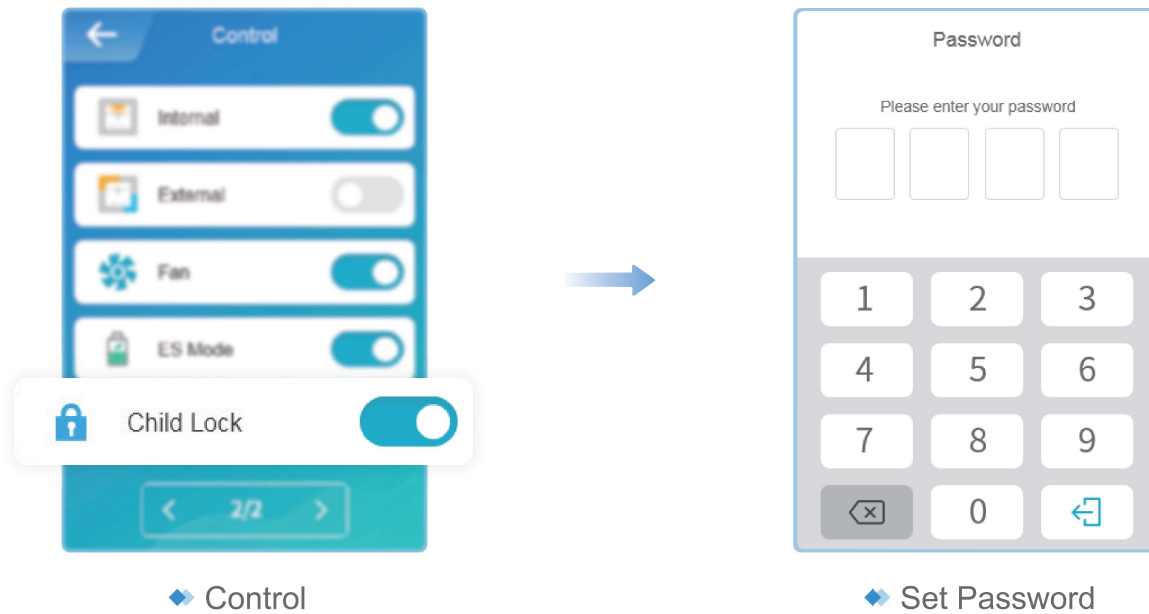 Control
Internal
External
Fan
ES Mode
Child Lock
< 2/2 >
Control
Password
Please enter your password
1 2 3
4 5 6
7 8 9
0
Set Password